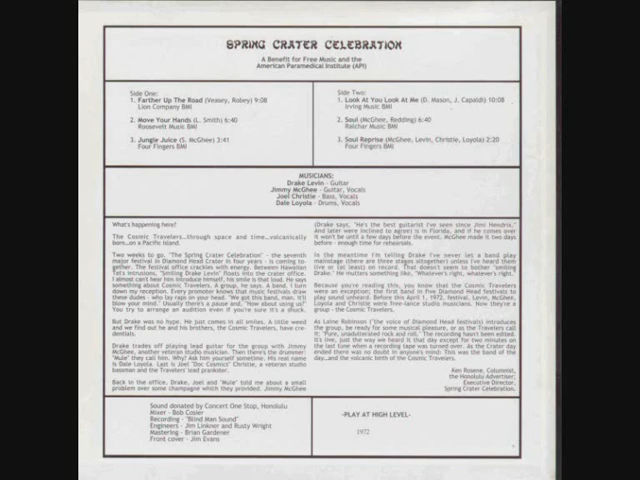 SPRING CRATER CELEBRATION
A Benefit for Free Music and the
American Paramedical Institute (API)
Side One:
1. Farther Up The Road (Veasey, Robey) 9:08
Lion Company BMI
2. Move Your Hands (L. Smith) 6:40
Roosevelt Music BMI
3. Jungle Juice (S. McGhee) 3:41
Four Fingers BMI
Side Two:
1. Look At You Look At Me (D. Mason, J. Capaldi) 10:08
Irving Music BMI
2. Soul (McGhee, Redding) 6:40
Raicher Music BMI
3. Soul Reprise (McGhee, Levin, Christie, Loyola) 2:20
Four Fingers BMI
MUSICIANS:
Drake Levin - Guitar
Jimmy McGhee - Guitar, Vocals
Joel Christie - Bass, Vocals
Dale Loyola - Drums, Vocals
What's happening here?
The Cosmic Travelers...through space and time...volcanically
born...on a Pacific Island.
Two weeks to go. "The Spring Crater Celebration" - the seventh
major festival in Diamond Head Crater in four years - is coming to-
gether. The festival office crackles with energy. Between Hawaiian
Tat's intrusions, "Smiling Drake Levin" floats into the crater office.
I almost can't hear him introduce himself, his smile is that loud. He says
something about Cosmic Travelers. A group, he says. A band. I turn
down my reception. Every promoter knows that music festivals draw
these dudes - who lay raps in your head. "We got this band, man. It'll
blow your mind." Usually there's a pause and, "Now about using us?"
You try to arrange an audition even if you're sure it's a shuck.
But Drake was no hype. He just comes in all smiles. A little weed
and we find out he and his brothers, the Cosmic Travelers, have cre-
dentials.
Drake trades off playing lead guitar for the group with Jimmy
McGhee, another veteran studio musician. Then there's the drummer:
"Mule" they call him. Why? Ask him yourself sometime. His real name
is Dale Loyola. Last is Joel "Doc Cosmics" Christie, a veteran studio
bassman and the Travelers' lead prankster.
Back in the office, Drake, Joel and "Mule" told me about a small
problem over some champagne which they provided. Jimmy McGhee
(Drake says, "He's the best guitarist I've seen since Jimi Hendrix."
And later we're inclined to agree) is in Florida, and if he comes over
it won't be until a few days before the event. McGhee made it two days
before - enough time for rehearsals.
In the meantime I'm telling Drake I've never let a band play
mainstage (there are three stages altogether) unless I've heard them
live or (at least) on record. That doesn't seem to bother "smiling
Drake." He mutters something like, "Whatever's right, whatever's right."
Because you're reading this, you know that the Cosmic Travelers
were an exception; the first band in five Diamond Head festivals to
play sound unheard. Before this April 1, 1972, festival, Levin, McGhee,
Loyola and Christie were free-lance studio musicians. Now they're a
group - the Cosmic Travelers.
As Laine Robinson ("the voice of Diamond Head festivals) introduces
the group, be ready for some musical pleasure, or as the Travelers call
it: "Pure, unadulterated rock and roll." The recording hasn't been edited.
It's live, just the way we heard it that day except for two minutes on
the last tune when a recording tape was turned over. As the Crater day
ended there was no doubt in anyone's mind: This was the band of the
day...and the volcanic birth of the Cosmic Travelers.
Ken Rosene, Columnist,
the Honolulu Advertiser;
Executive Director,
Spring Crater Celebration.
Sound donated by Concert One Stop, Honolulu
Mixer - Bob Cosier
Recording - "Blind Man Sound"
Engineers - Jim Linkner and Rusty Wright
Mastering - Brian Gardener
Front cover - Jim Evans
-PLAY AT HIGH LEVEL-
1972